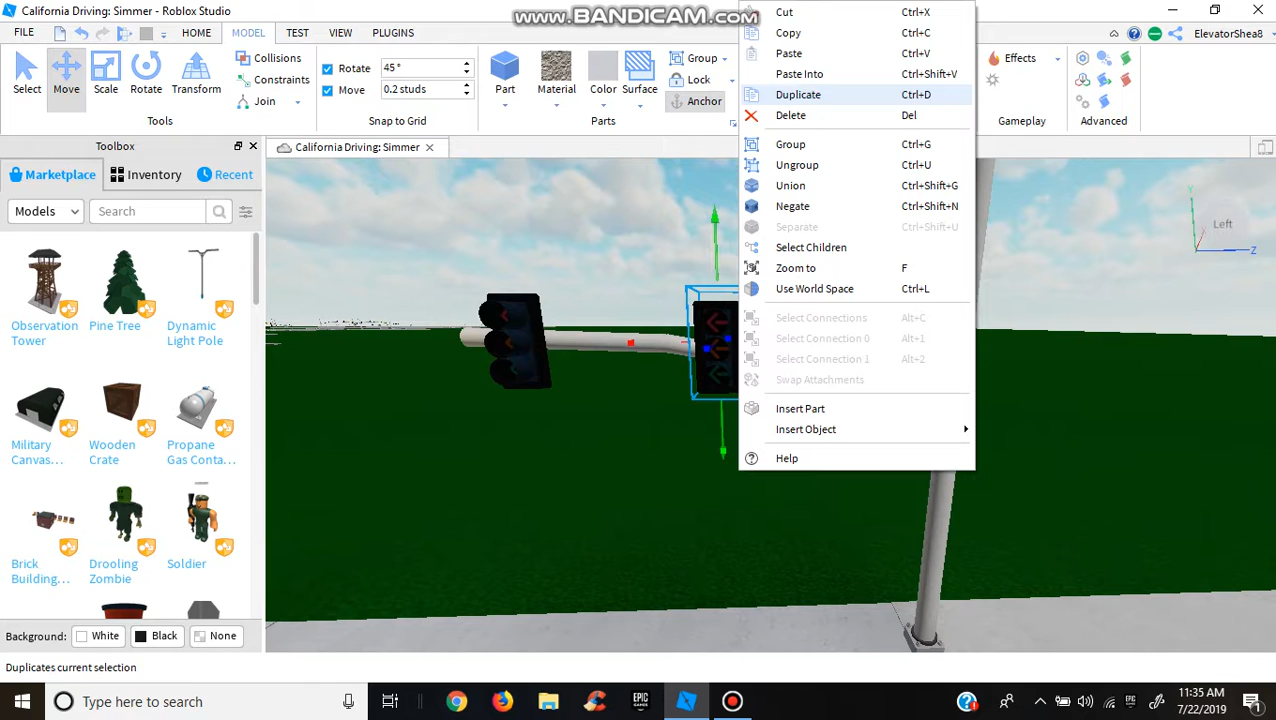 California Driving: Simmer - Roblox Studio
www.BANDICAM.com
FILE HOME MODEL TEST VIEW PLUGINS
ElevatorShea8
Select Move Scale Rotate Transform
Collisions
Constraints
Join
Tools
Rotate 45 °
Move 0.2 studs
Snap to Grid
Part Material Color Surface
Group
Lock
Anchor
Parts
Effects
Gameplay
Advanced
Toolbox
California Driving: Simmer
Marketplace Inventory Recent
Models Search
Observation Tower
Pine Tree
Dynamic Light Pole
Military Canvas...
Wooden Crate
Propane Gas Conta...
Brick Building...
Drooling Zombie
Soldier
Background: White Black None
Duplicates current selection
Cut Ctrl+X
Copy Ctrl+C
Paste Ctrl+V
Paste Into Ctrl+Shift+V
Duplicate Ctrl+D
Delete Del
Group Ctrl+G
Ungroup Ctrl+U
Union Ctrl+Shift+G
Negate Ctrl+Shift+N
Separate Ctrl+Shift+U
Select Children
Zoom to F
Use World Space Ctrl+L
Select Connections Alt+C
Select Connection 0 Alt+1
Select Connection 1 Alt+2
Swap Attachments
Insert Part
Insert Object
Help
Left
Z
Type here to search
EPIC GAMES
11:35 AM
7/22/2019